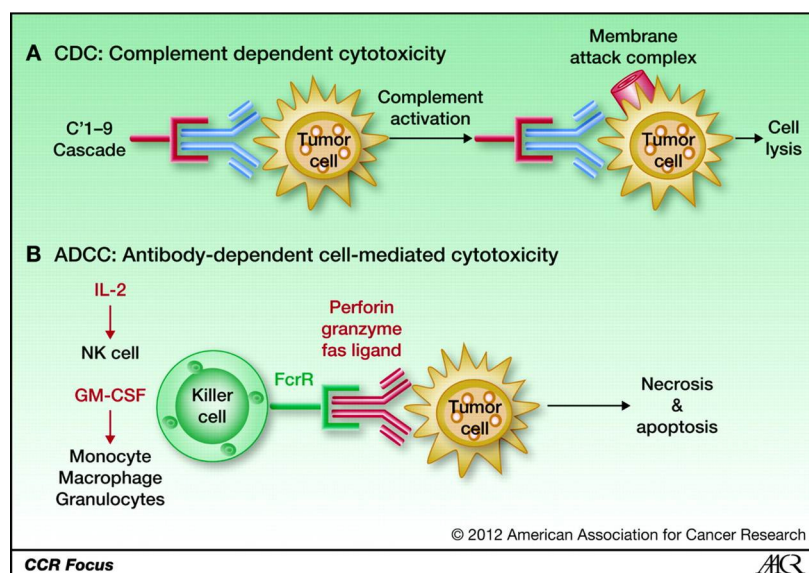 A CDC: Complement dependent cytotoxicity
C'1–9
Cascade
Tumor
cell
Complement
activation
Membrane
attack complex
Tumor
cell
Cell
lysis
B ADCC: Antibody-dependent cell-mediated cytotoxicity
IL-2
NK cell
GM-CSF
Monocyte
Macrophage
Granulocytes
Killer
cell
FcrR
Perforin
granzyme
fas ligand
Tumor
cell
Necrosis
&
apoptosis
© 2012 American Association for Cancer Research
CCR Focus
AACR